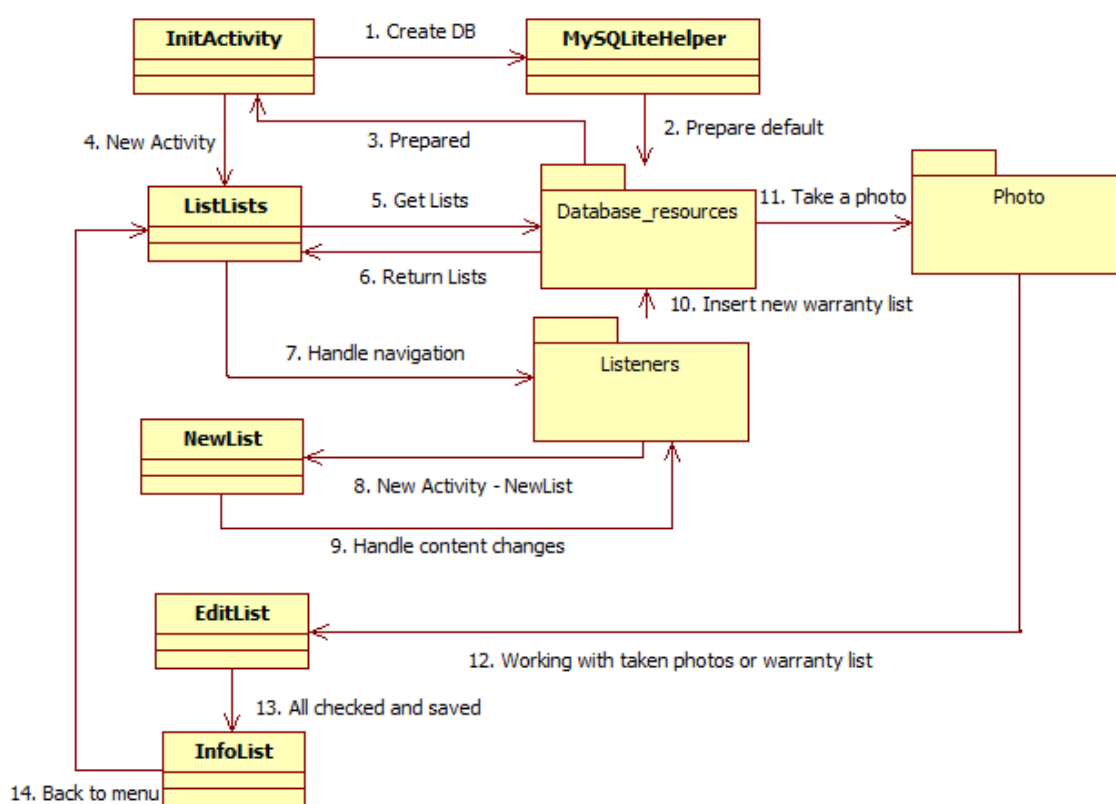 InitActivity
1. Create DB
MySQLiteHelper
4. New Activity
3. Prepared
2. Prepare default
ListLists
5. Get Lists
Database_resources
11. Take a photo
Photo
6. Return Lists
10. Insert new warranty list
7. Handle navigation
Listeners
NewList
8. New Activity - NewList
9. Handle content changes
EditList
12. Working with taken photos or warranty list
13. All checked and saved
InfoList
14. Back to menu